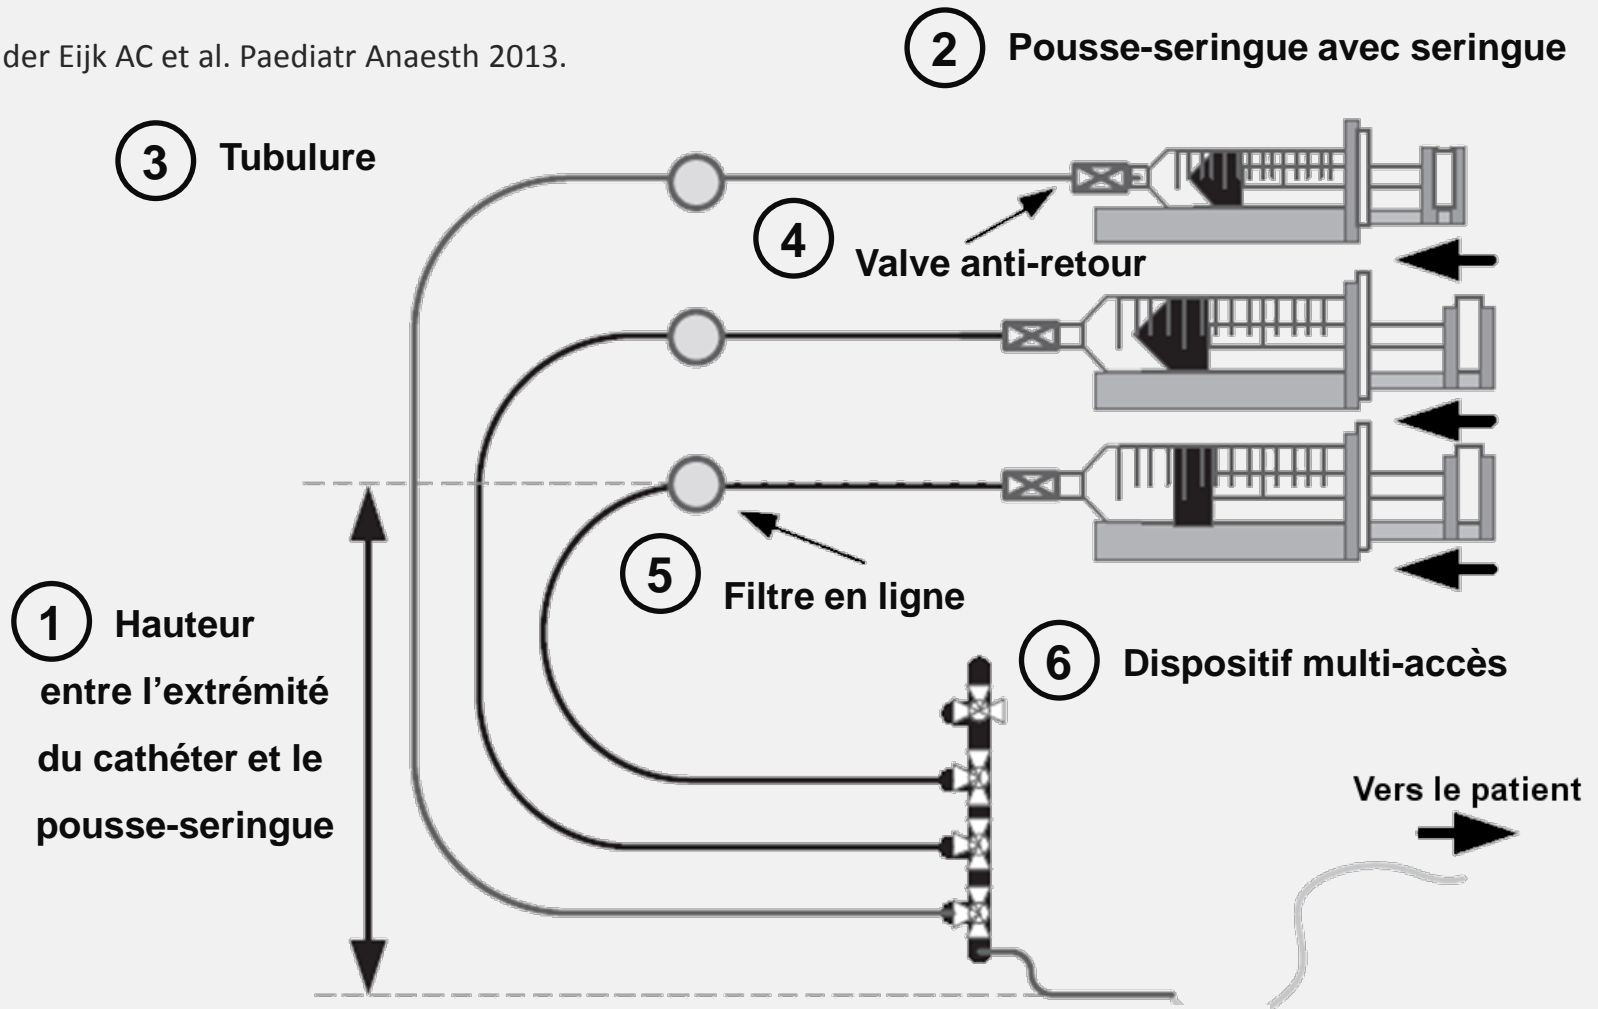 der Eijk AC et al. Paediatr Anaesth 2013.
2 Pousse-seringue avec seringue
3 Tubulure
4 Valve anti-retour
5 Filtre en ligne
1 Hauteur
entre l’extrémité
du cathéter et le
pousse-seringue
6 Dispositif multi-accès
Vers le patient